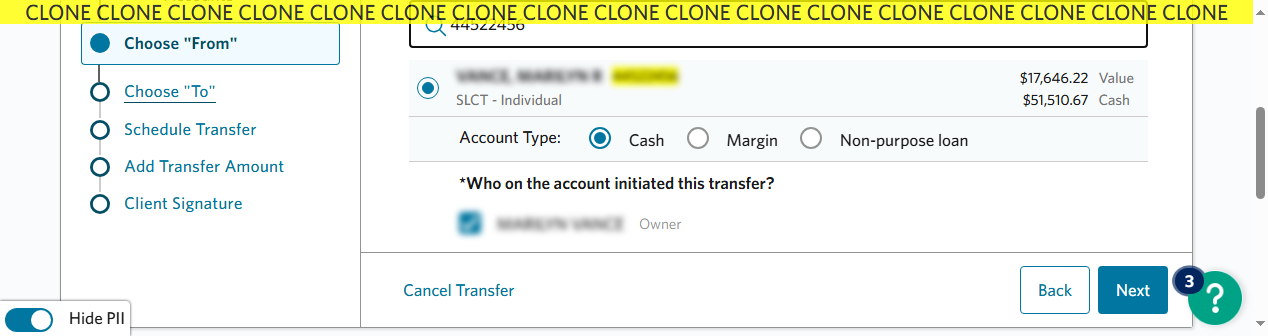 CLONE CLONE CLONE CLONE CLONE CLONE CLONE CLONE CLONE CLONE CLONE CLONE CLONE CLONE CLONE CLONE CLONE
44522456
Choose "From"
Choose "To"
Schedule Transfer
Add Transfer Amount
Client Signature
$17,646.22 Value
SLCT - Individual
$51,510.67 Cash
Account Type: Cash Margin Non-purpose loan
*Who on the account initiated this transfer?
Owner
Cancel Transfer
Back
Next
3
?
Hide PII